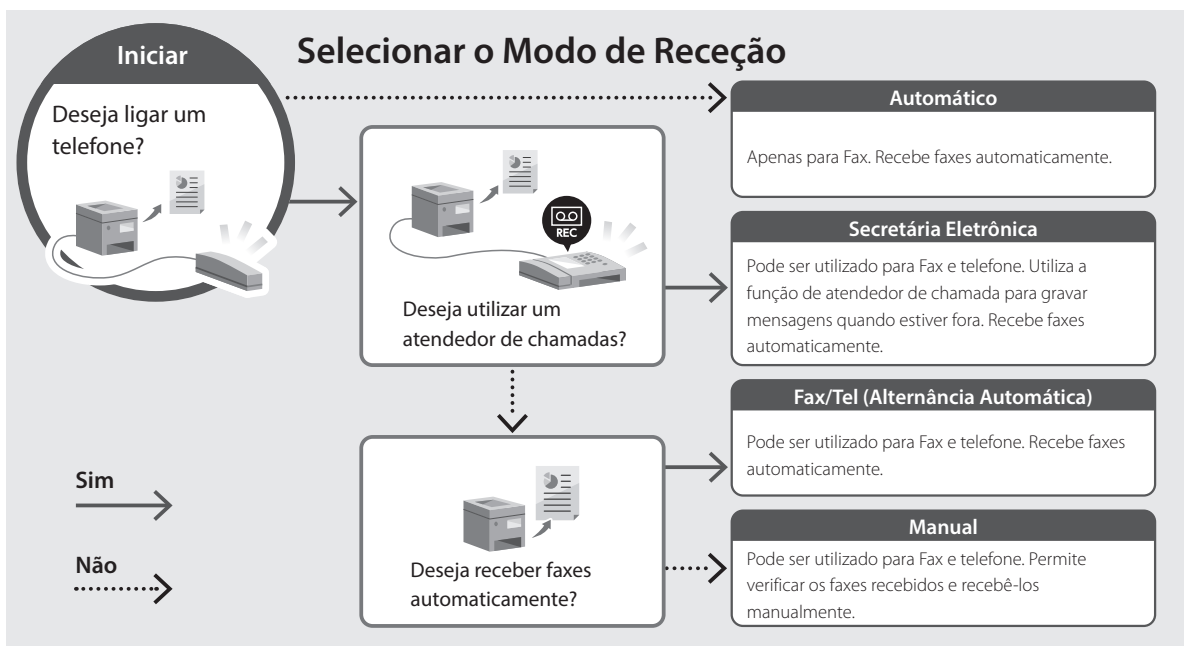 Iniciar
Selecionar o Modo de Receção
Deseja ligar um
telefone?
Automático
Apenas para Fax. Recebe faxes automaticamente.
REC
Deseja utilizar um
atendedor de chamadas?
Secretária Eletrônica
Pode ser utilizado para Fax e telefone. Utiliza a
função de atendedor de chamada para gravar
mensagens quando estiver fora. Recebe faxes
automaticamente.
Fax/Tel (Alternância Automática)
Pode ser utilizado para Fax e telefone. Recebe faxes
automaticamente.
Deseja receber faxes
automaticamente?
Manual
Pode ser utilizado para Fax e telefone. Permite
verificar os faxes recebidos e recebê-los
manualmente.
Sim
Não